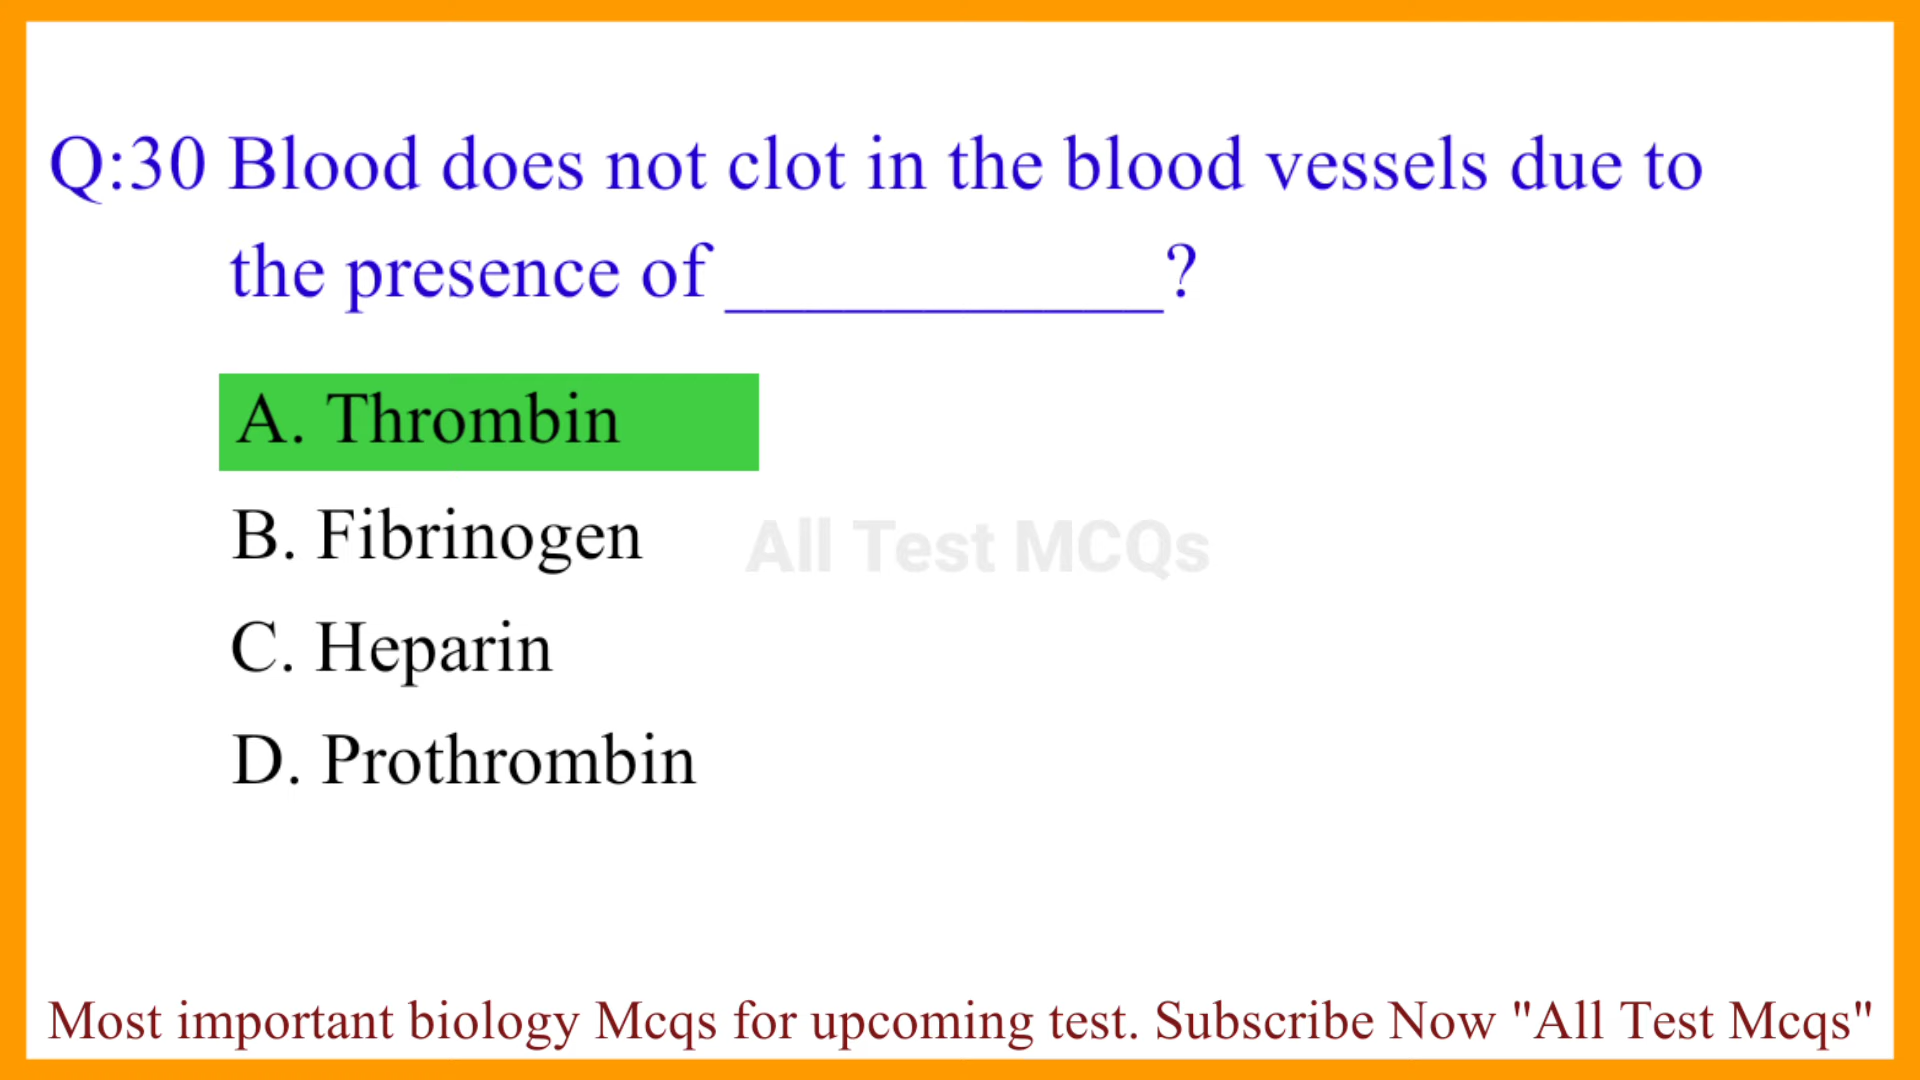 Q:30 Blood does not clot in the blood vessels due to
the presence of ___________?
A. Thrombin
B. Fibrinogen
All Test MCQs
C. Heparin
D. Prothrombin
Most important biology Mcqs for upcoming test. Subscribe Now "All Test Mcqs"